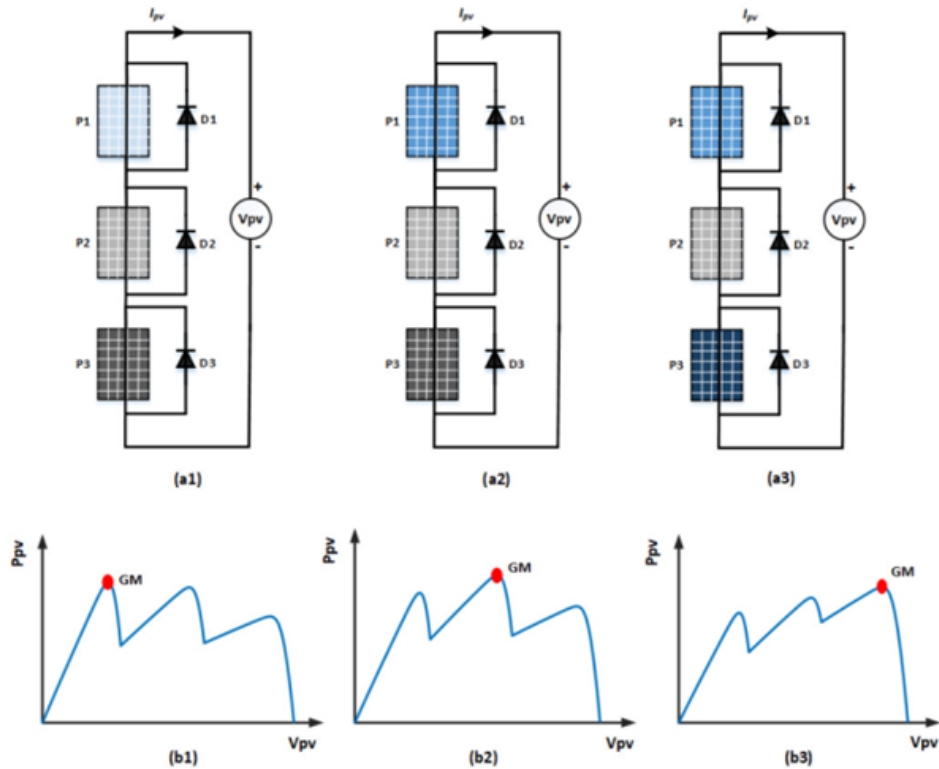 Ipv
P1
D1
P2
D2
P3
D3
+
Vpv
-
(a1)
Ipv
P1
D1
P2
D2
P3
D3
+
Vpv
-
(a2)
Ipv
P1
D1
P2
D2
P3
D3
+
Vpv
-
(a3)
Ppv
GM
Vpv
(b1)
Ppv
GM
Vpv
(b2)
Ppv
GM
Vpv
(b3)